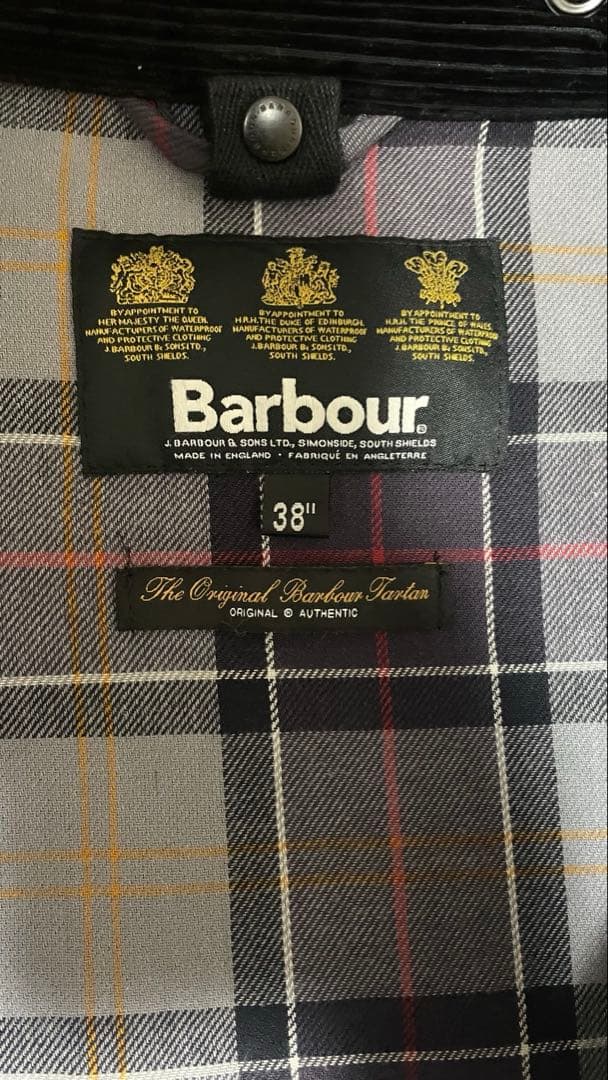 BARBOUR
BY APPOINTMENT TO
HER MAJESTY THE QUEEN
MANUFACTURERS OF WATERPROOF
AND PROTECTIVE CLOTHING
J.BARBOUR & SONS LTD.,
SOUTH SHIELDS.
BY APPOINTMENT TO
H.R.H. THE DUKE OF EDINBURGH
MANUFACTURERS OF WATERPROOF
AND PROTECTIVE CLOTHING
J.BARBOUR & SONS LTD.,
SOUTH SHIELDS.
BY APPOINTMENT TO
H.R.H. THE PRINCE OF WALES
MANUFACTURERS OF WATERPROOF
AND PROTECTIVE CLOTHING
J.BARBOUR & SONS LTD.,
SOUTH SHIELDS.
Barbour®
J.BARBOUR & SONS LTD., SIMONSIDE, SOUTH SHIELDS
MADE IN ENGLAND · FABRIQUÉ EN ANGLETERRE
38"
The Original Barbour Tartan
ORIGINAL ® AUTHENTIC